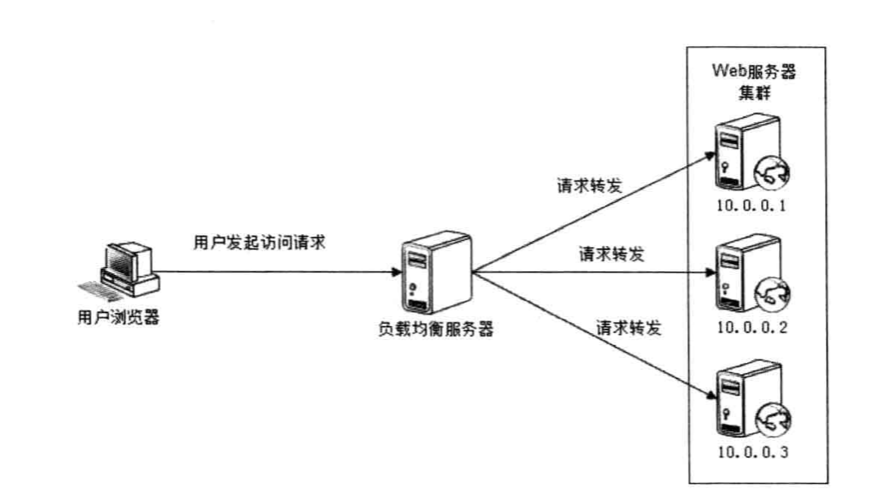 Web服务器
集群
请求转发
10.0.0.1
用户发起访问请求
请求转发
用户浏览器
负载均衡服务器
请求转发
10.0.0.2
10.0.0.3